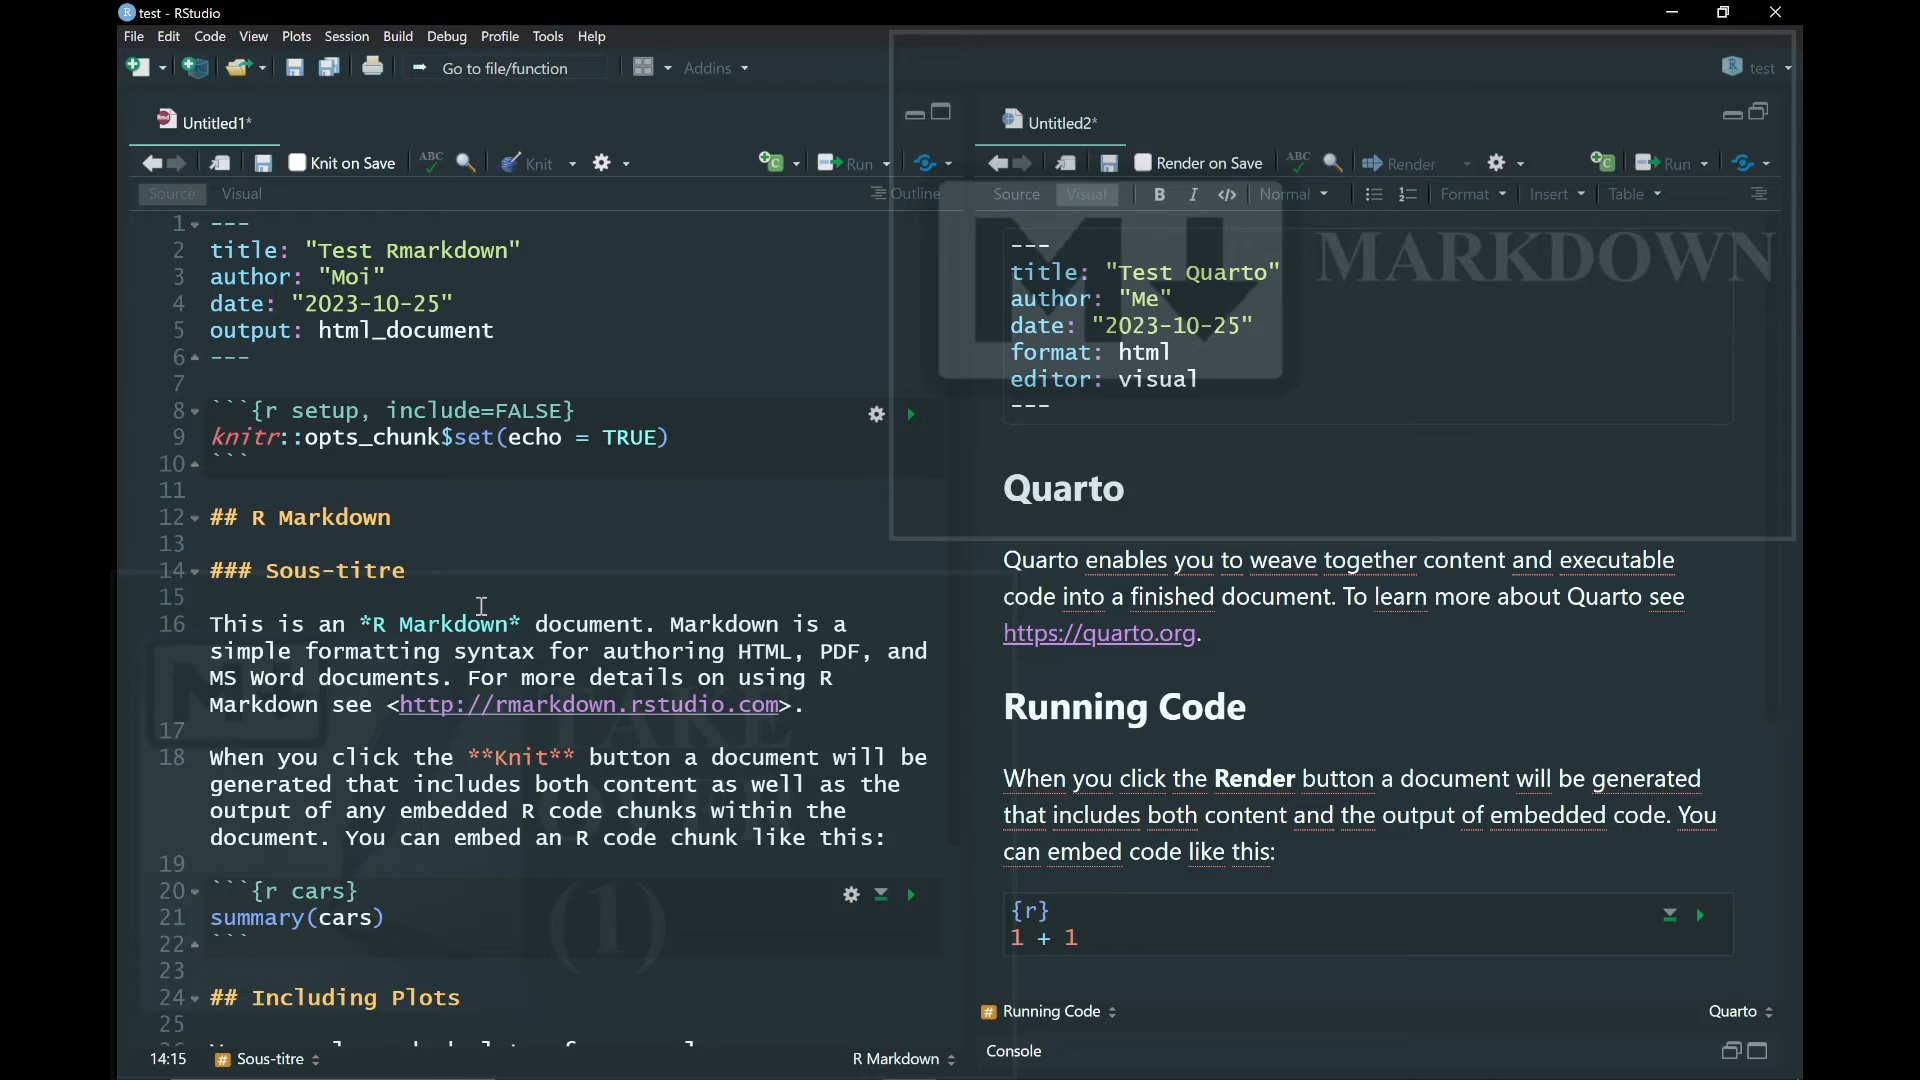 test - RStudio
File Edit Code View Plots Session Build Debug Profile Tools Help
Go to file/function Addins test
Untitled1*
Knit on Save ABC Knit Run
Source Visual Outline
1 ---
2 title: "Test Rmarkdown"
3 author: "Moi"
4 date: "2023-10-25"
5 output: html_document
6 ---
7
8 ```{r setup, include=FALSE}
9 knitr::opts_chunk$set(echo = TRUE)
10 ```
11
12 ## R Markdown
13
14 ### Sous-titre
15
16 This is an *R Markdown* document. Markdown is a
simple formatting syntax for authoring HTML, PDF, and
MS Word documents. For more details on using R
Markdown see <http://rmarkdown.rstudio.com>.
17
18 When you click the **Knit** button a document will be
generated that includes both content as well as the
output of any embedded R code chunks within the
document. You can embed an R code chunk like this:
19
20 ```{r cars}
21 summary(cars)
22 ```
23
24 ## Including Plots
25
14:15 Sous-titre R Markdown
TAKE
(1)
Untitled2*
Render on Save ABC Render Run
Source Visual B I </> Normal Format Insert Table
MARKDOWN
---
title: "Test Quarto"
author: "Me"
date: "2023-10-25"
format: html
editor: visual
---
Quarto
Quarto enables you to weave together content and executable
code into a finished document. To learn more about Quarto see
https://quarto.org.
Running Code
When you click the Render button a document will be generated
that includes both content and the output of embedded code. You
can embed code like this:
{r}
1 + 1
Running Code Quarto
Console